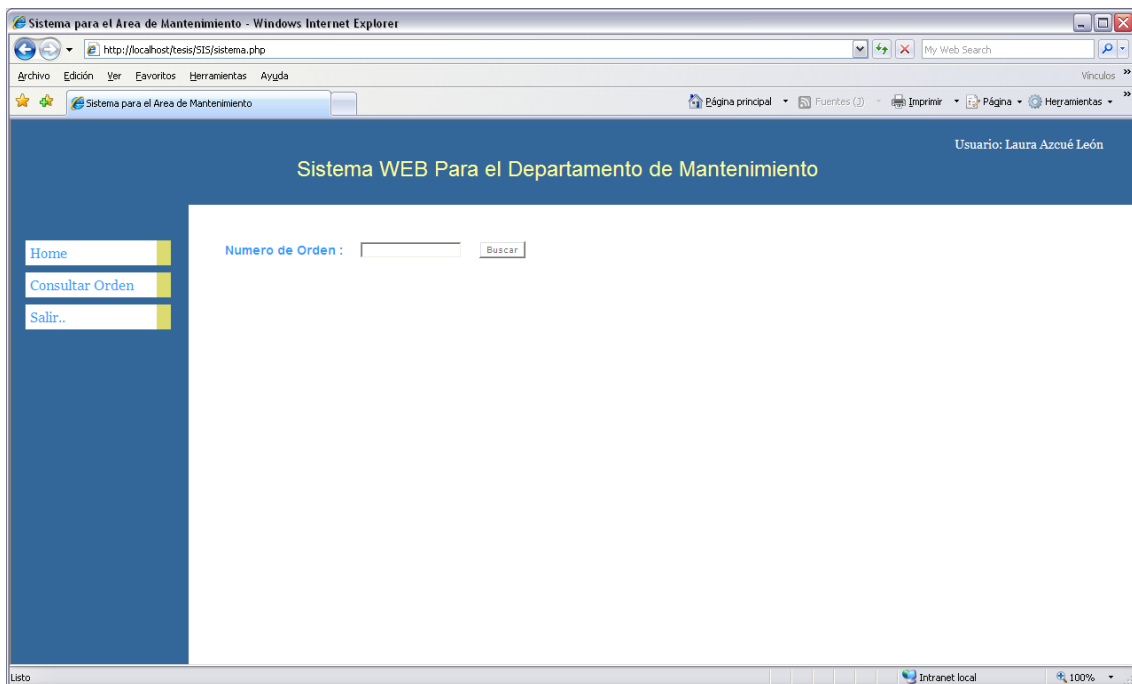 Sistema para el Area de Mantenimiento - Windows Internet Explorer
http://localhost/tesis/SIS/sistema.php
My Web Search
Archivo Edición Ver Favoritos Herramientas Ayuda
Vínculos »
Sistema para el Area de Mantenimiento
Página principal Fuentes (J) Imprimir Página Herramientas »
Usuario: Laura Azcué León
Sistema WEB Para el Departamento de Mantenimiento
Home
Consultar Orden
Salir..
Numero de Orden :
Buscar
Listo
Intranet local
100%